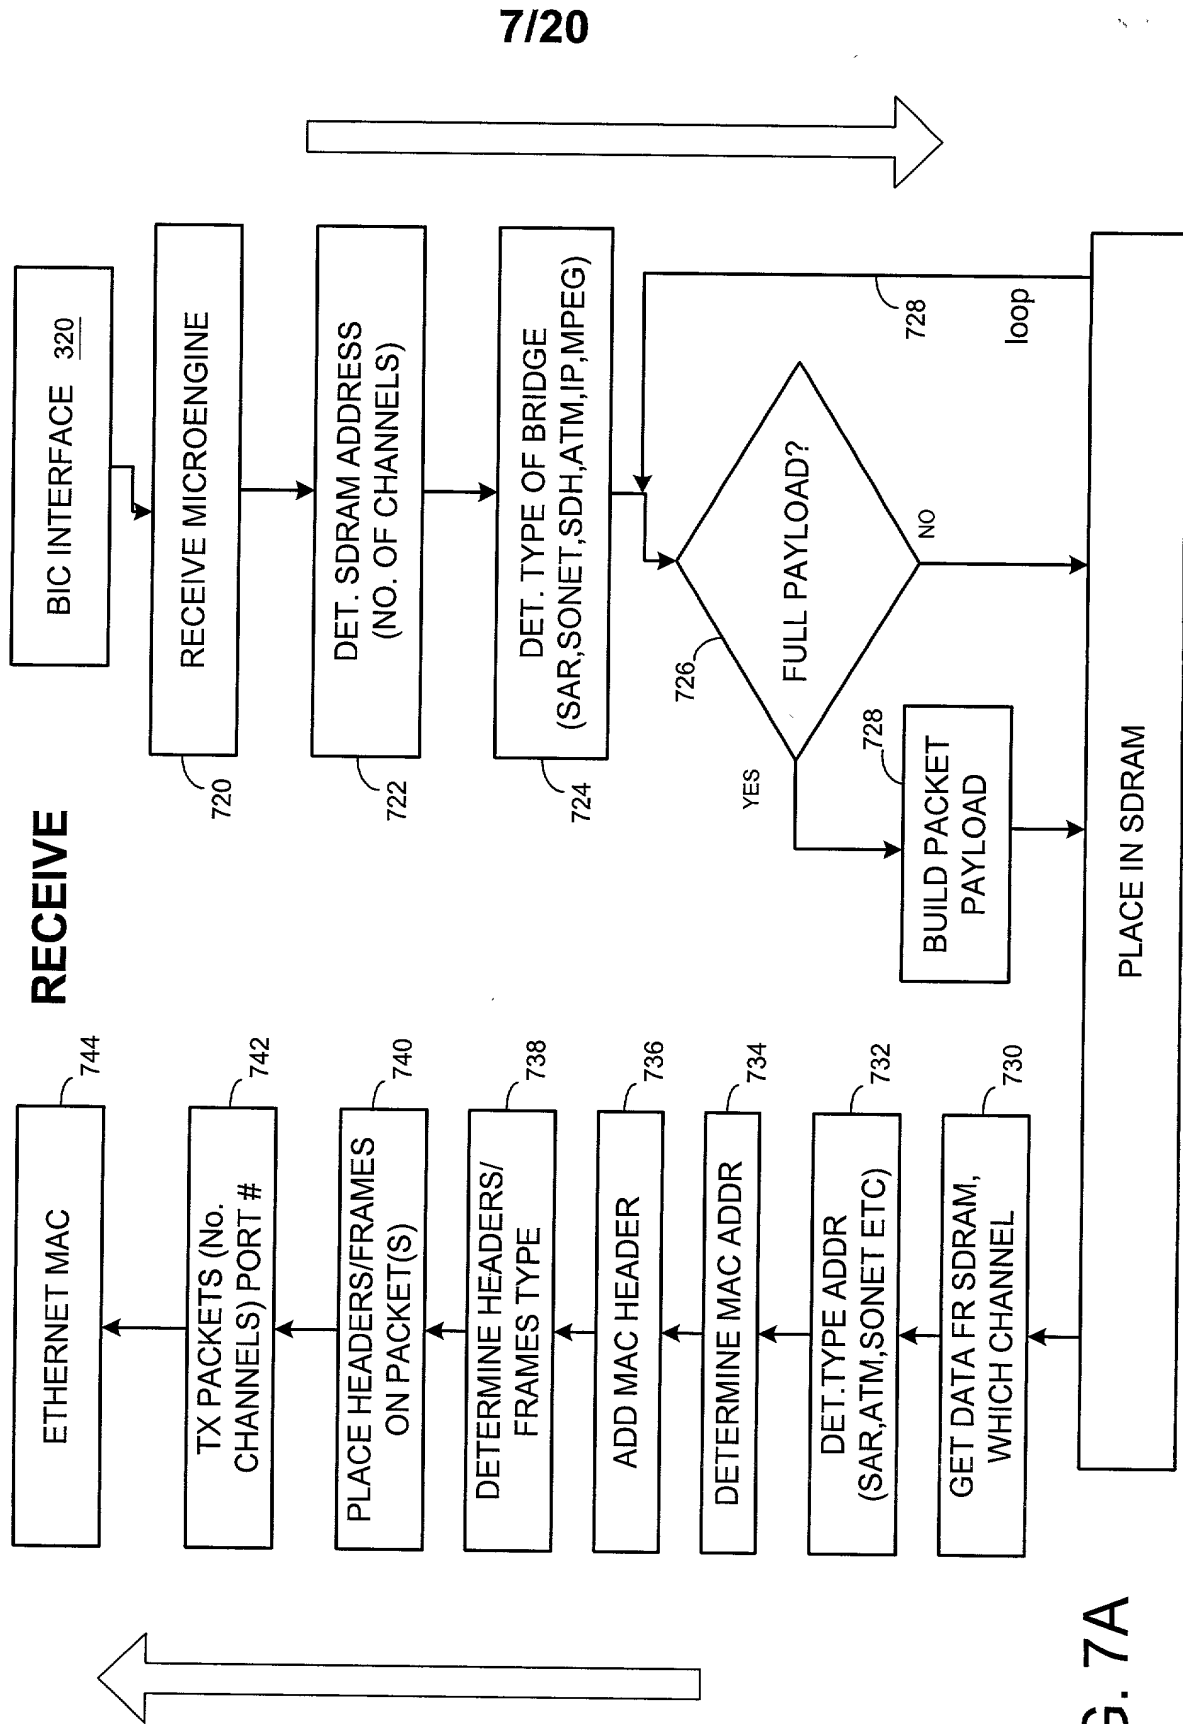 7/20
RECEIVE
BIC INTERFACE 320
RECEIVE MICROENGINE
720
DET. SDRAM ADDRESS
(NO. OF CHANNELS)
722
DET. TYPE OF BRIDGE
(SAR,SONET,SDH,ATM,IP,MPEG)
724
FULL PAYLOAD?
726
YES
NO
728
loop
BUILD PACKET
PAYLOAD
728
PLACE IN SDRAM
GET DATA FR SDRAM,
WHICH CHANNEL
730
DET.TYPE ADDR
(SAR,ATM,SONET ETC)
732
DETERMINE MAC ADDR
734
ADD MAC HEADER
736
DETERMINE HEADERS/
FRAMES TYPE
738
PLACE HEADERS/FRAMES
ON PACKET(S)
740
TX PACKETS (No.
CHANNELS) PORT #
742
ETHERNET MAC
744
G. 7A